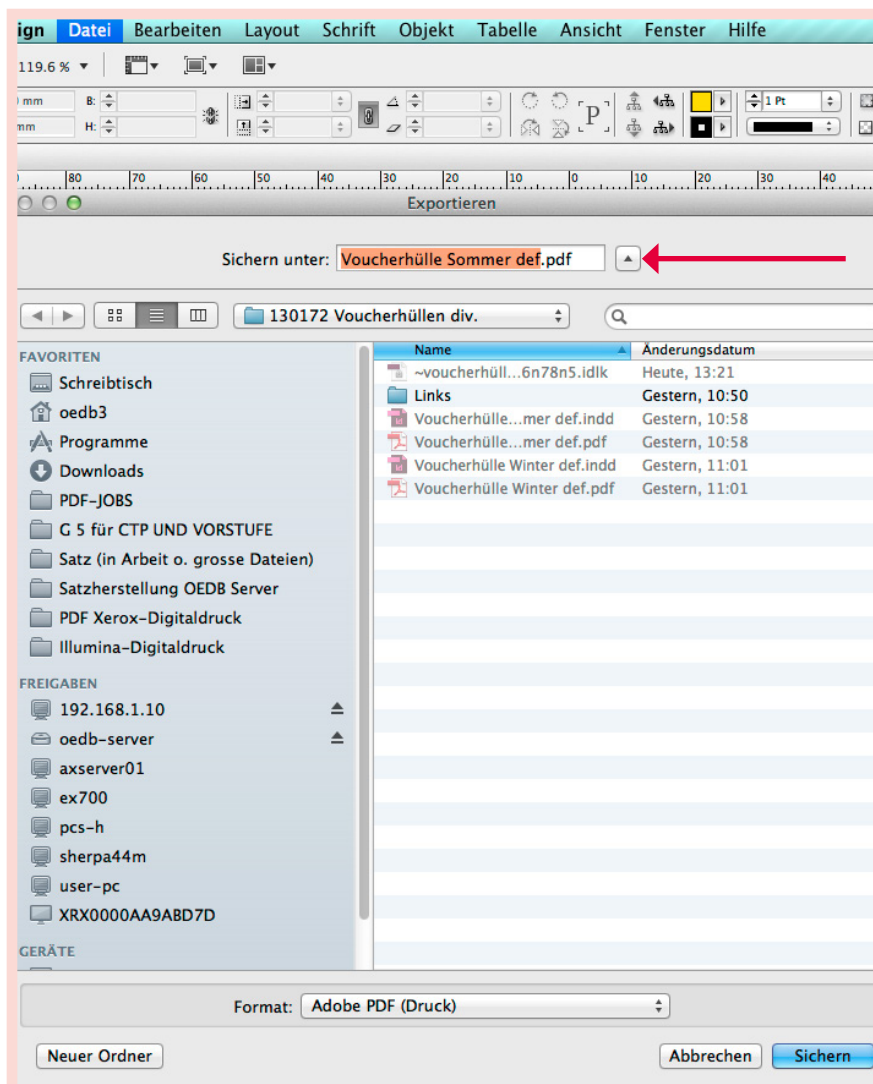 ign Datei Bearbeiten Layout Schrift Objekt Tabelle Ansicht Fenster Hilfe
119.6 %
mm B: 1 Pt
mm H:
P
80 70 60 50 40 30 20 10 0 10 20 30 40
Exportieren
Sichern unter: Voucherhülle Sommer def.pdf
130172 Voucherhüllen div.
Name Änderungsdatum
FAVORITEN
~voucherhüll...6n78n5.idlk Heute, 13:21
Schreibtisch
Links Gestern, 10:50
oedb3
Voucherhülle...mer def.indd Gestern, 10:58
Programme
Voucherhülle...mer def.pdf Gestern, 10:58
Downloads
Voucherhülle Winter def.indd Gestern, 11:01
PDF-JOBS
Voucherhülle Winter def.pdf Gestern, 11:01
G 5 für CTP UND VORSTUFE
Satz (in Arbeit o. grosse Dateien)
Satzherstellung OEDB Server
PDF Xerox-Digitaldruck
Illumina-Digitaldruck
FREIGABEN
192.168.1.10
oedb-server
axserver01
ex700
pcs-h
sherpa44m
user-pc
XRX0000AA9ABD7D
GERÄTE
Format: Adobe PDF (Druck)
Neuer Ordner Abbrechen Sichern